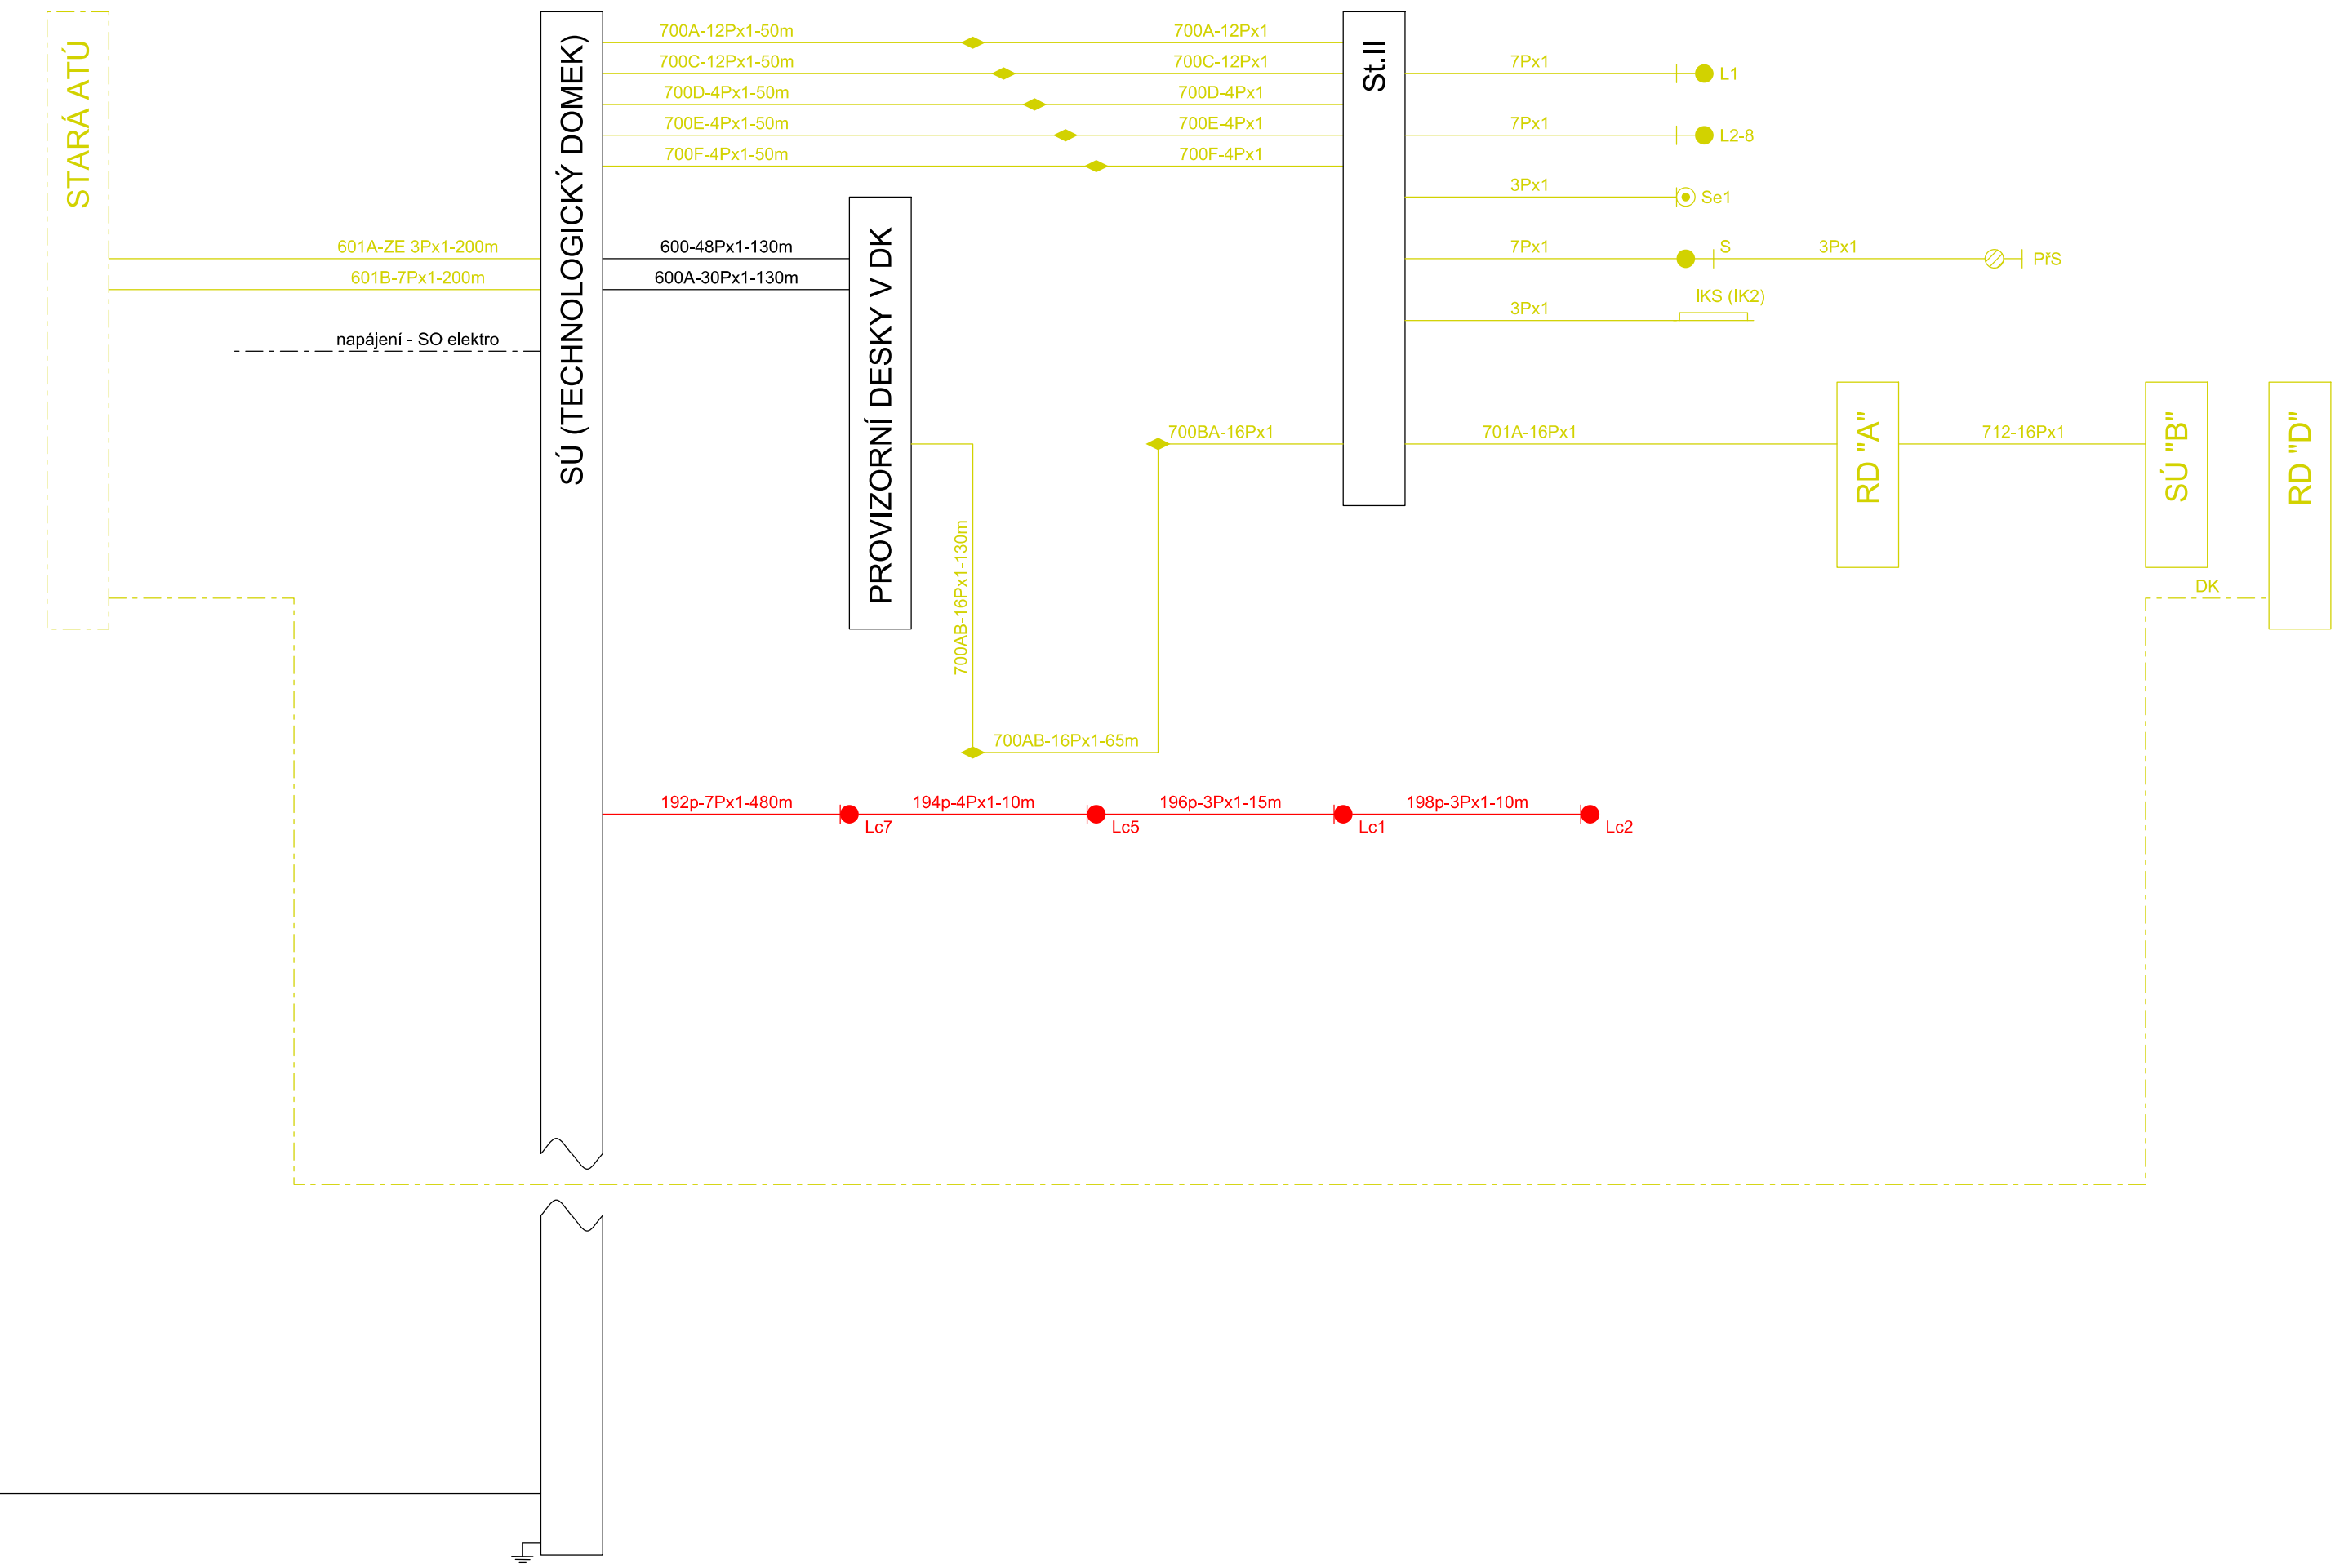 STARÁ ATÚ
601A-ZE 3Px1-200m
601B-7Px1-200m
napájení - SO elektro
SÚ (TECHNOLOGICKÝ DOMEK)
700A-12Px1-50m
700A-12Px1
700C-12Px1-50m
700C-12Px1
700D-4Px1-50m
700D-4Px1
700E-4Px1-50m
700E-4Px1
700F-4Px1-50m
700F-4Px1
600-48Px1-130m
600A-30Px1-130m
PROVIZORNÍ DESKY V DK
700AB-16Px1-130m
700AB-16Px1-65m
700BA-16Px1
St.II
7Px1
L1
7Px1
L2-8
3Px1
Se1
7Px1
S
3Px1
PřS
3Px1
IKS (IK2)
701A-16Px1
RD "A"
712-16Px1
SÚ "B"
RD "D"
DK
192p-7Px1-480m
Lc7
194p-4Px1-10m
Lc5
196p-3Px1-15m
Lc1
198p-3Px1-10m
Lc2